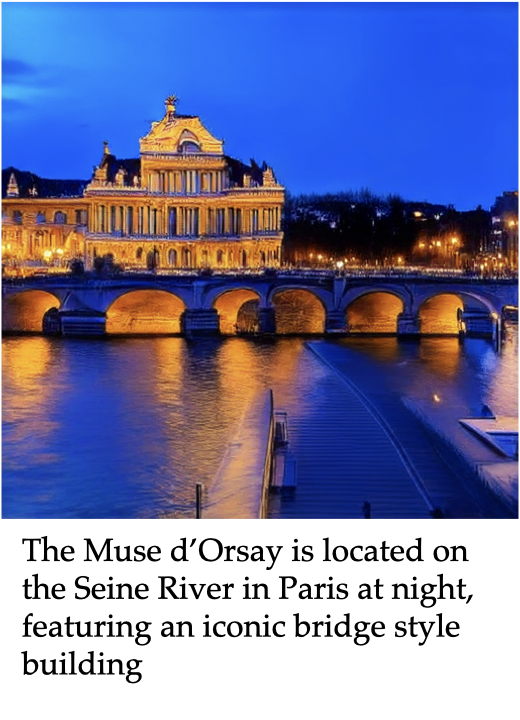 The Muse d’Orsay is located on
the Seine River in Paris at night,
featuring an iconic bridge style
building